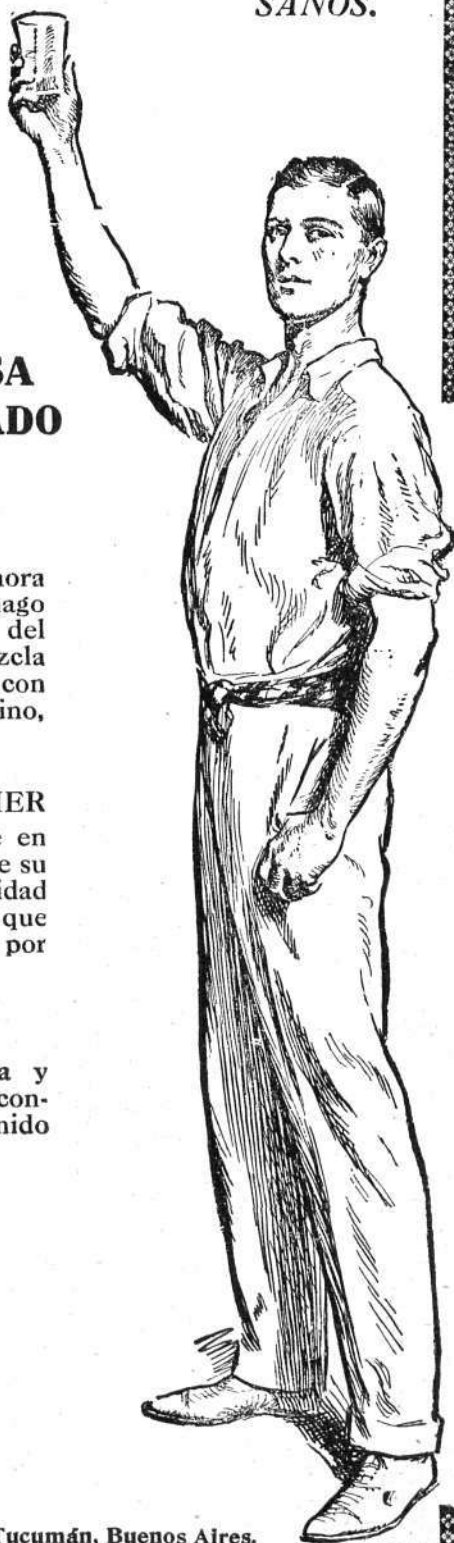 SANOS.
SA
ADO
hora
nago
del
zcla
con
ino,
IER
e en
e su
idad
que
por
a y
con-
nido
Tucumán, Buenos Aires.